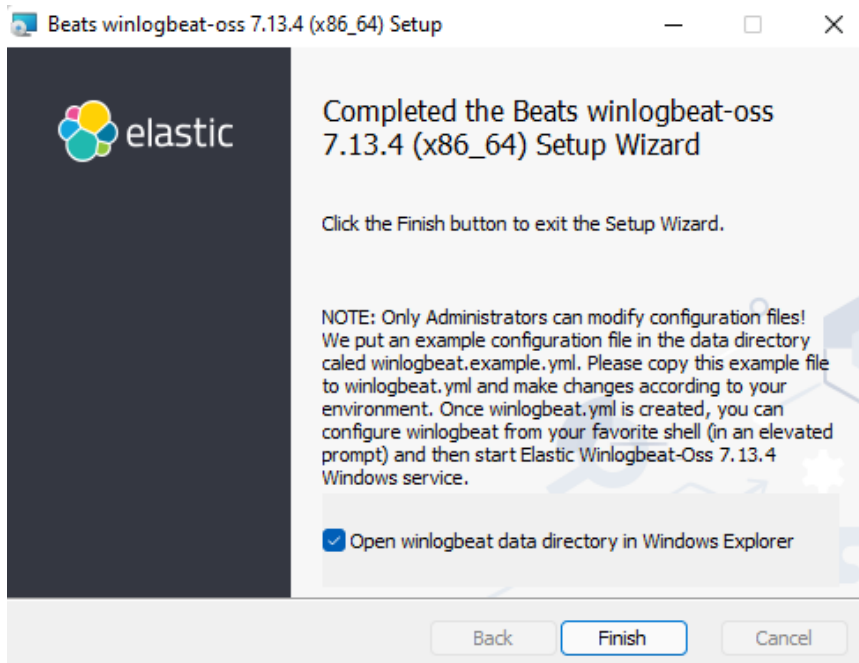 Beats winlogbeat-oss 7.13.4 (x86_64) Setup
elastic
Completed the Beats winlogbeat-oss
7.13.4 (x86_64) Setup Wizard
Click the Finish button to exit the Setup Wizard.
NOTE: Only Administrators can modify configuration files!
We put an example configuration file in the data directory
caled winlogbeat.example.yml. Please copy this example file
to winlogbeat.yml and make changes according to your
environment. Once winlogbeat.yml is created, you can
configure winlogbeat from your favorite shell (in an elevated
prompt) and then start Elastic Winlogbeat-Oss 7.13.4
Windows service.
Open winlogbeat data directory in Windows Explorer
Back
Finish
Cancel